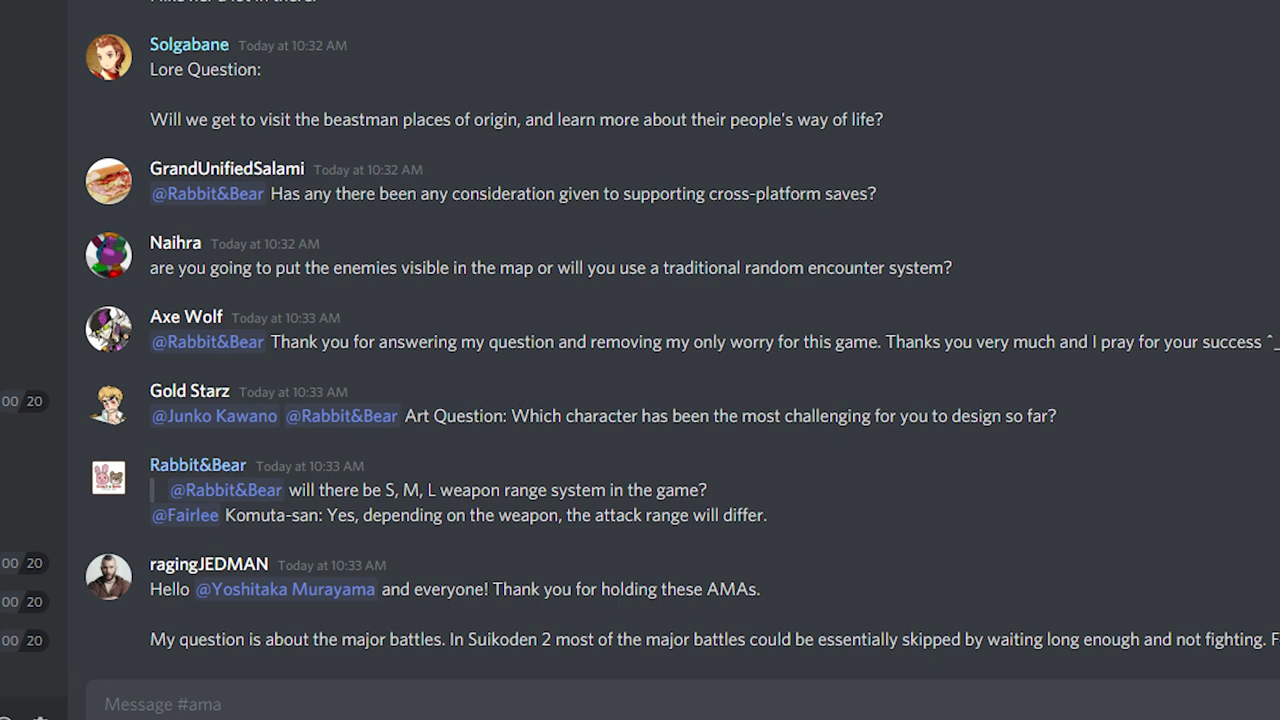 Solgabane Today at 10:32 AM
Lore Question:
Will we get to visit the beastman places of origin, and learn more about their people's way of life?
GrandUnifiedSalami Today at 10:32 AM
@Rabbit&Bear Has any there been any consideration given to supporting cross-platform saves?
Naihra Today at 10:32 AM
are you going to put the enemies visible in the map or will you use a traditional random encounter system?
Axe Wolf Today at 10:33 AM
@Rabbit&Bear Thank you for answering my question and removing my only worry for this game. Thanks you very much and I pray for your success ^_
00 20
Gold Starz Today at 10:33 AM
@Junko Kawano @Rabbit&Bear Art Question: Which character has been the most challenging for you to design so far?
Rabbit&Bear Today at 10:33 AM
@Rabbit&Bear will there be S, M, L weapon range system in the game?
@Fairlee Komuta-san: Yes, depending on the weapon, the attack range will differ.
00 20
ragingJEDMAN Today at 10:33 AM
Hello @Yoshitaka Murayama and everyone! Thank you for holding these AMAs.
00 20
00 20
My question is about the major battles. In Suikoden 2 most of the major battles could be essentially skipped by waiting long enough and not fighting. F
Message #ama